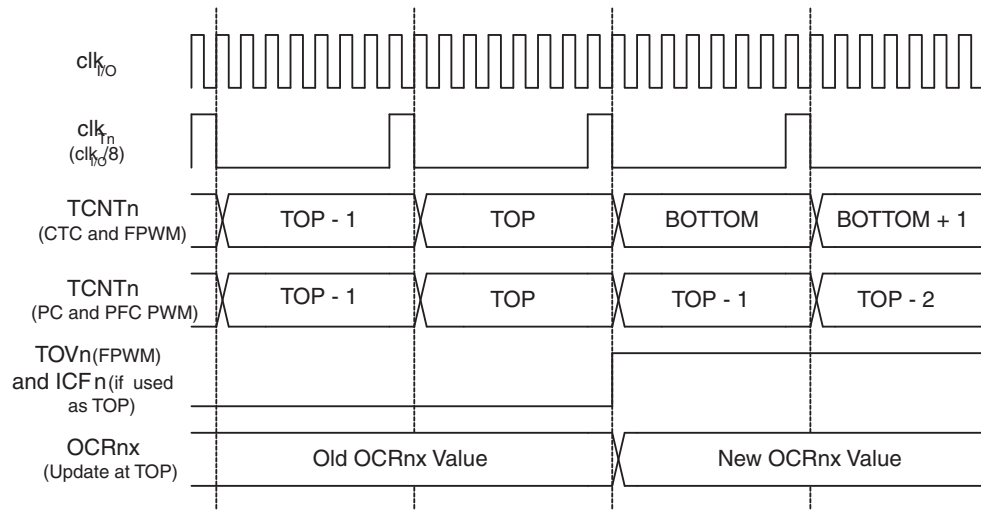 clkI/O
clkTn
(clkI/O/8)
TCNTn
(CTC and FPWM)
TOP - 1 TOP BOTTOM BOTTOM + 1
TCNTn
(PC and PFC PWM)
TOP - 1 TOP TOP - 1 TOP - 2
TOVn(FPWM)
and ICFn(if used
as TOP)
OCRnx
(Update at TOP)
Old OCRnx Value New OCRnx Value